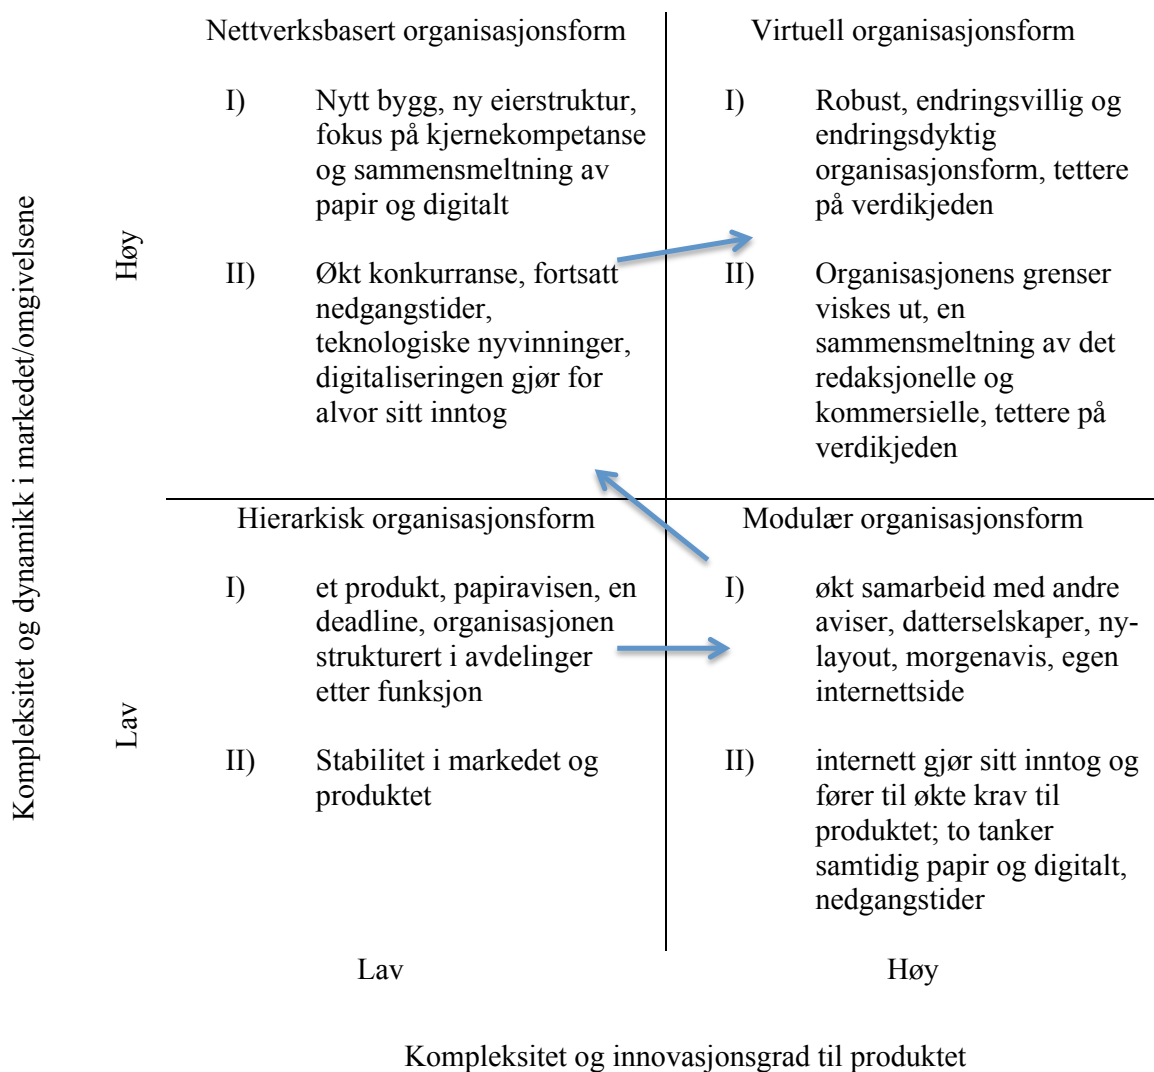 Nettverksbasert organisasjonsform
I) Nytt bygg, ny eierstruktur,
fokus på kjernekompetanse
og sammensmeltning av
papir og digitalt
II) Økt konkurranse, fortsatt
nedgangstider,
teknologiske nyvinninger,
digitaliseringen gjør for
alvor sitt inntog
Virtuell organisasjonsform
I) Robust, endringsvillig og
endringsdyktig
organisasjonsform, tettere
på verdikjeden
II) Organisasjonens grenser
viskes ut, en
sammensmeltning av det
redaksjonelle og
kommersielle, tettere på
verdikjeden
Hierarkisk organisasjonsform
I) et produkt, papiravisen, en
deadline, organisasjonen
strukturert i avdelinger
etter funksjon
II) Stabilitet i markedet og
produktet
Modulær organisasjonsform
I) økt samarbeid med andre
aviser, datterselskaper, ny-
layout, morgenavis, egen
internettside
II) internett gjør sitt inntog og
fører til økte krav til
produktet; to tanker
samtidig papir og digitalt,
nedgangstider
Kompleksitet og dynamikk i markedet/omgivelsene
Høy
Lav
Lav
Høy
Kompleksitet og innovasjonsgrad til produktet